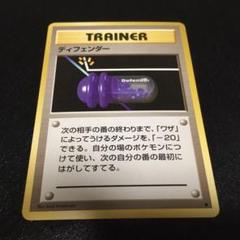 TRAINER
ディフェンダー
Defender
次の相手の番の終わりまで、「ワザ」
によってうけるダメージを、「－20」
できる。自分の場のポケモンにつ
けて使い、次の自分の番の最初に
はがしてすてる。